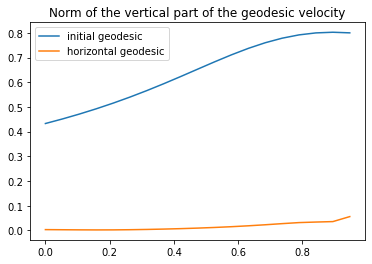 Norm of the vertical part of the geodesic velocity
initial geodesic
horizontal geodesic
0.8
0.7
0.6
0.5
0.4
0.3
0.2
0.1
0.0
0.0 0.2 0.4 0.6 0.8